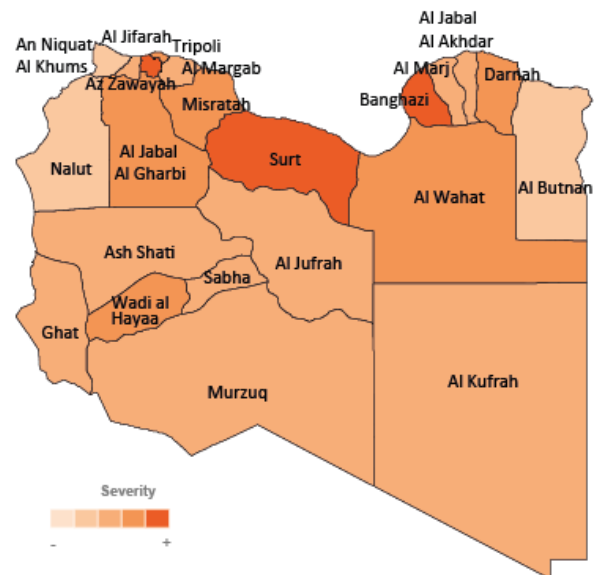 Al Jabal
Al Akhdar
An Niquat
Al Khums
Al Jifarah
Tripoli
Al Margab
Az Zawayah
Misratah
Al Marj
Banghazi
Darnah
Nalut
Al Jabal
Al Gharbi
Surt
Al Wahat
Al Butnan
Ash Shati
Sabha
Al Jufrah
Wadi al
Hayaa
Ghat
Murzuq
Al Kufrah
Severity
- +